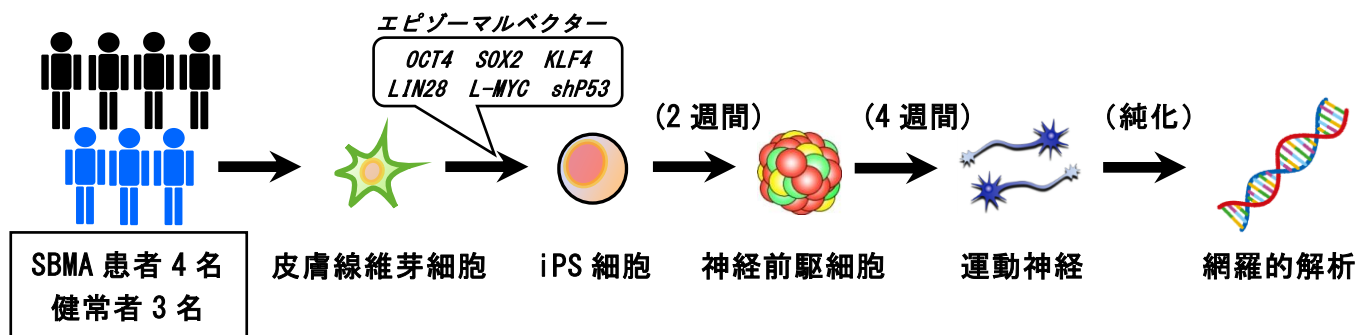 エピゾーマルベクター
OCT4 SOX2 KLF4
LIN28 L-MYC shP53
(2週間)
(4週間)
(純化)
SBMA 患者 4 名
健常者 3 名
皮膚線維芽細胞
iPS 細胞
神経前駆細胞
運動神経
網羅的解析